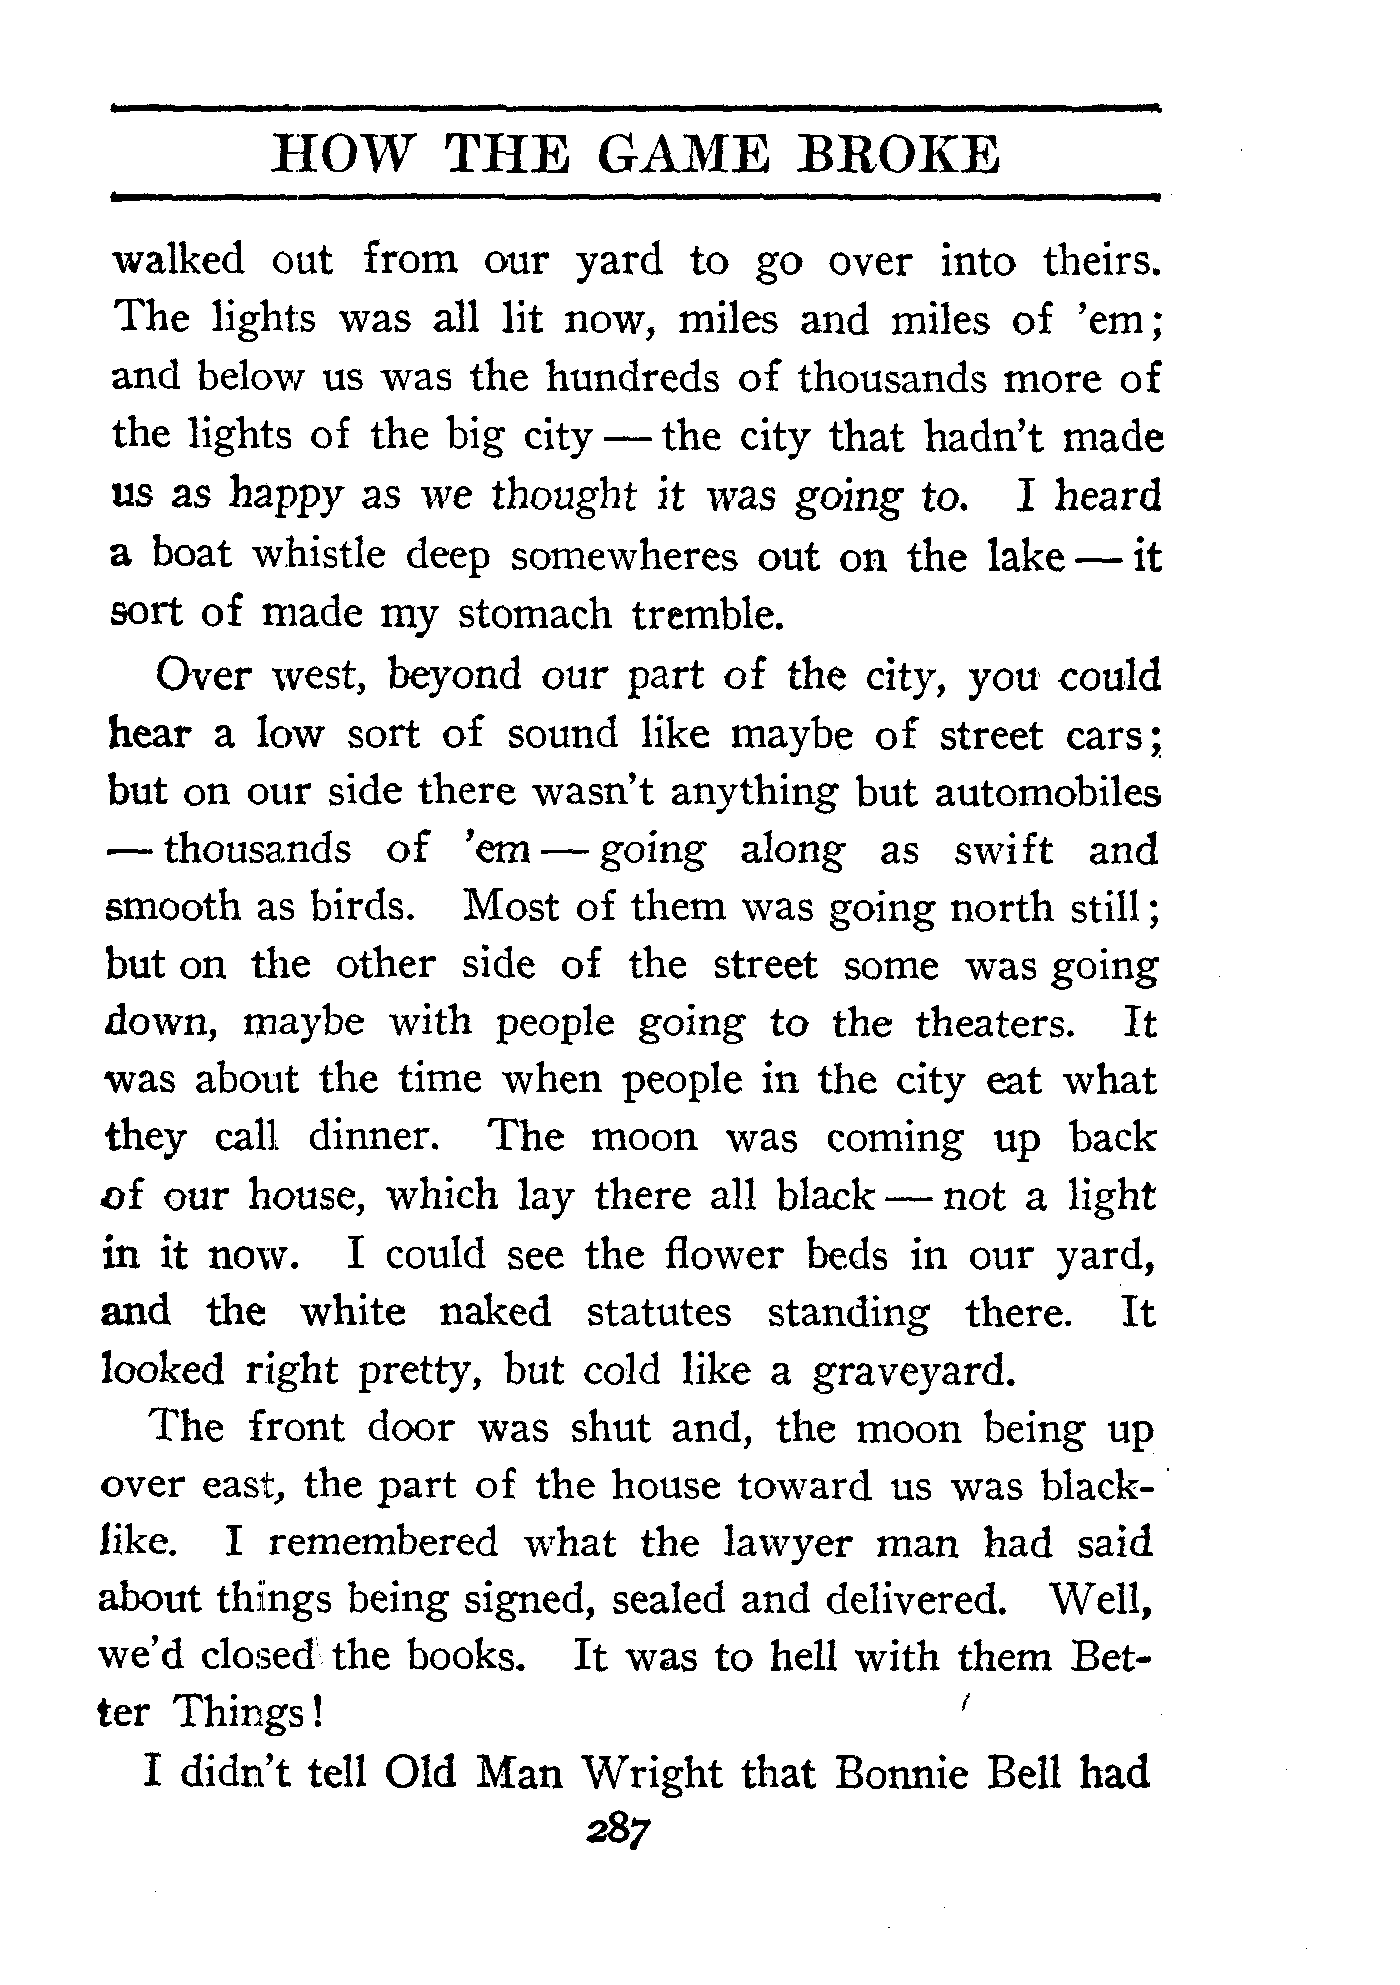 HOW THE GAME BROKE
walked out from our yard to go over into theirs.
The lights was all lit now, miles and miles of 'em;
and below us was the hundreds of thousands more of
the lights of the big city — the city that hadn't made
us as happy as we thought it was going to. I heard
a boat whistle deep somewheres out on the lake — it
sort of made my stomach tremble.
Over west, beyond our part of the city, you could
hear a low sort of sound like maybe of street cars;
but on our side there wasn't anything but automobiles
— thousands of 'em — going along as swift and
smooth as birds. Most of them was going north still;
but on the other side of the street some was going
down, maybe with people going to the theaters. It
was about the time when people in the city eat what
they call dinner. The moon was coming up back
of our house, which lay there all black — not a light
in it now. I could see the flower beds in our yard,
and the white naked statutes standing there. It
looked right pretty, but cold like a graveyard.
The front door was shut and, the moon being up
over east, the part of the house toward us was black-
like. I remembered what the lawyer man had said
about things being signed, sealed and delivered. Well,
we'd closed the books. It was to hell with them Bet-
ter Things!
I didn't tell Old Man Wright that Bonnie Bell had
287